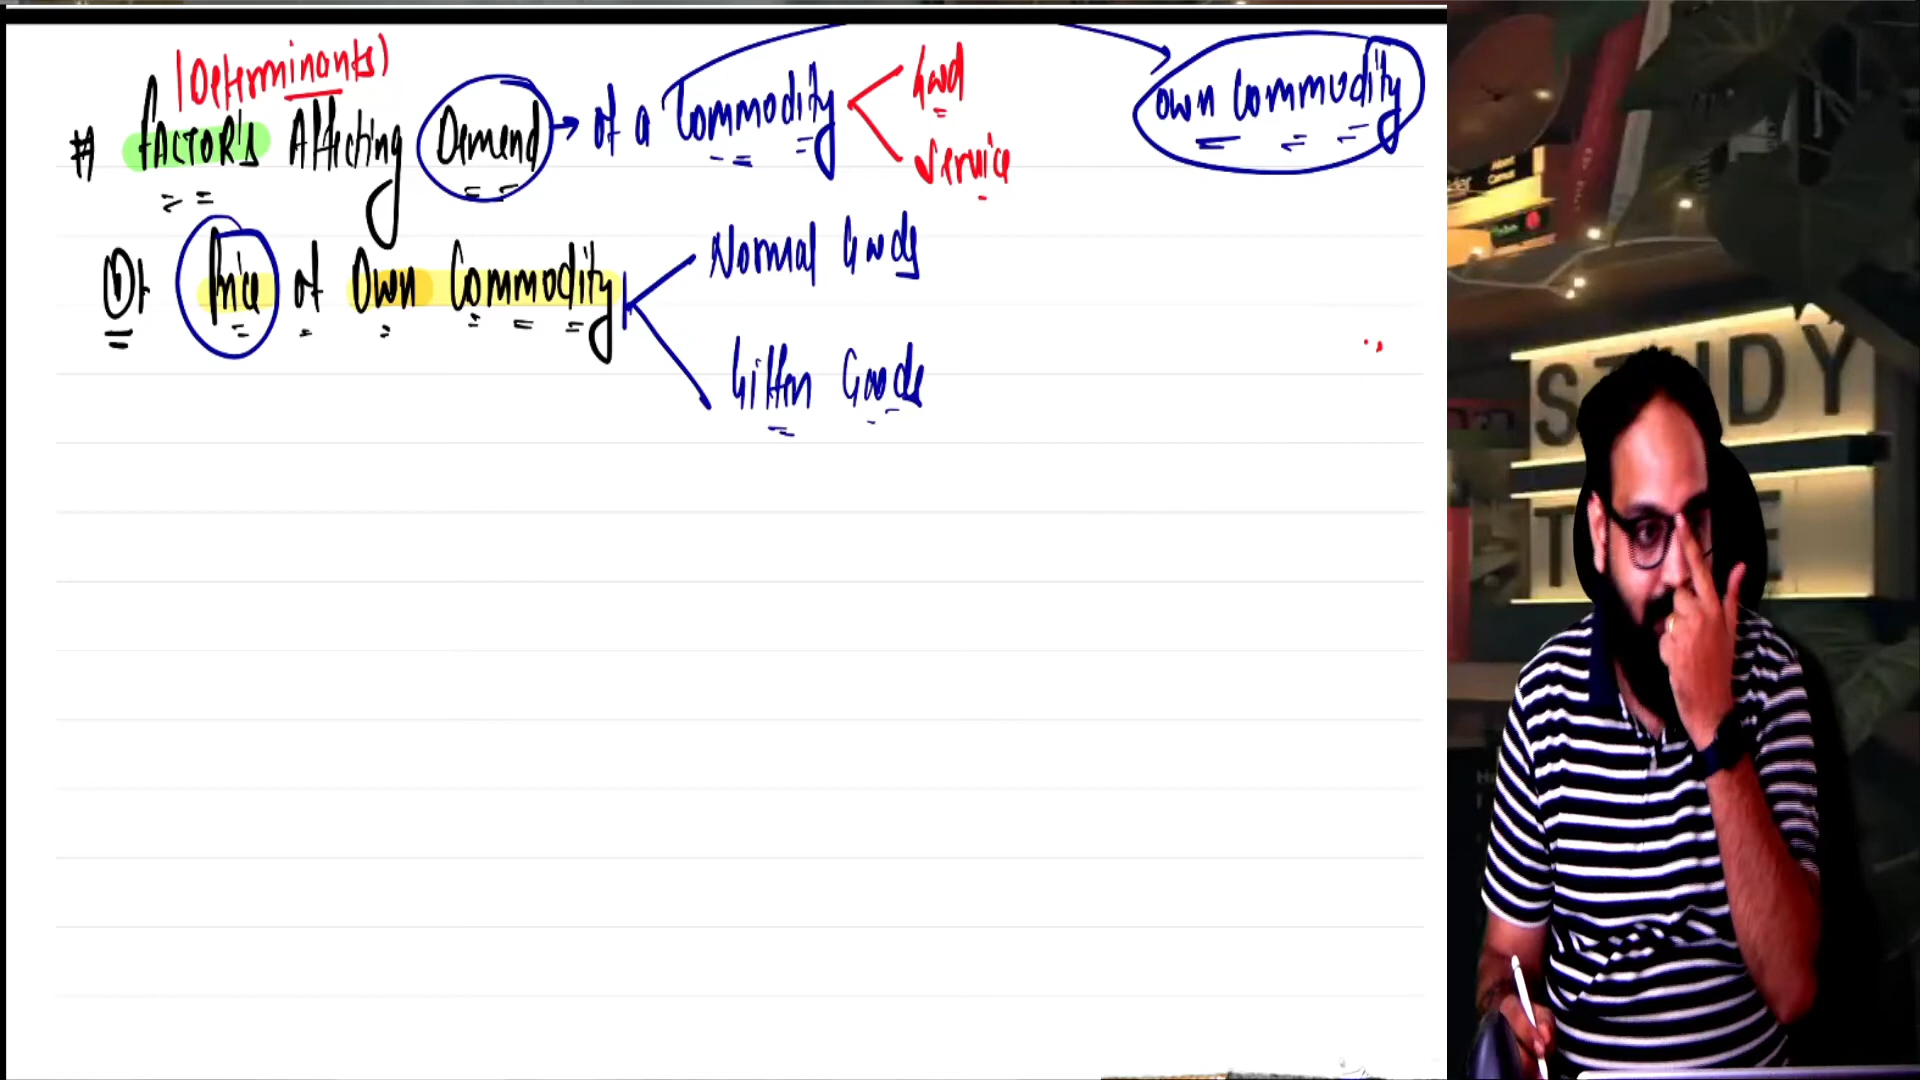 (Determinants)
# FACTOR'S Affecting Demend → of a Commodity
Good
Service
own commodity
① Price of Own Commodity
Normal Goods
Giffen Goods
STUDY